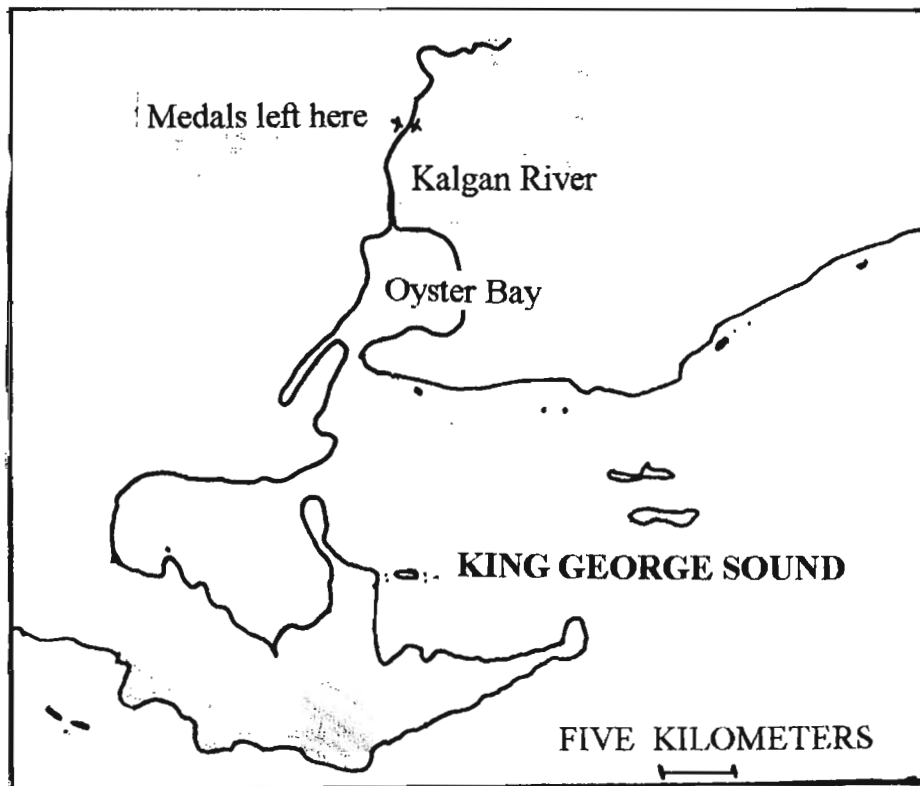 Medals left here
Kalgan River
Oyster Bay
KING GEORGE SOUND
FIVE KILOMETERS